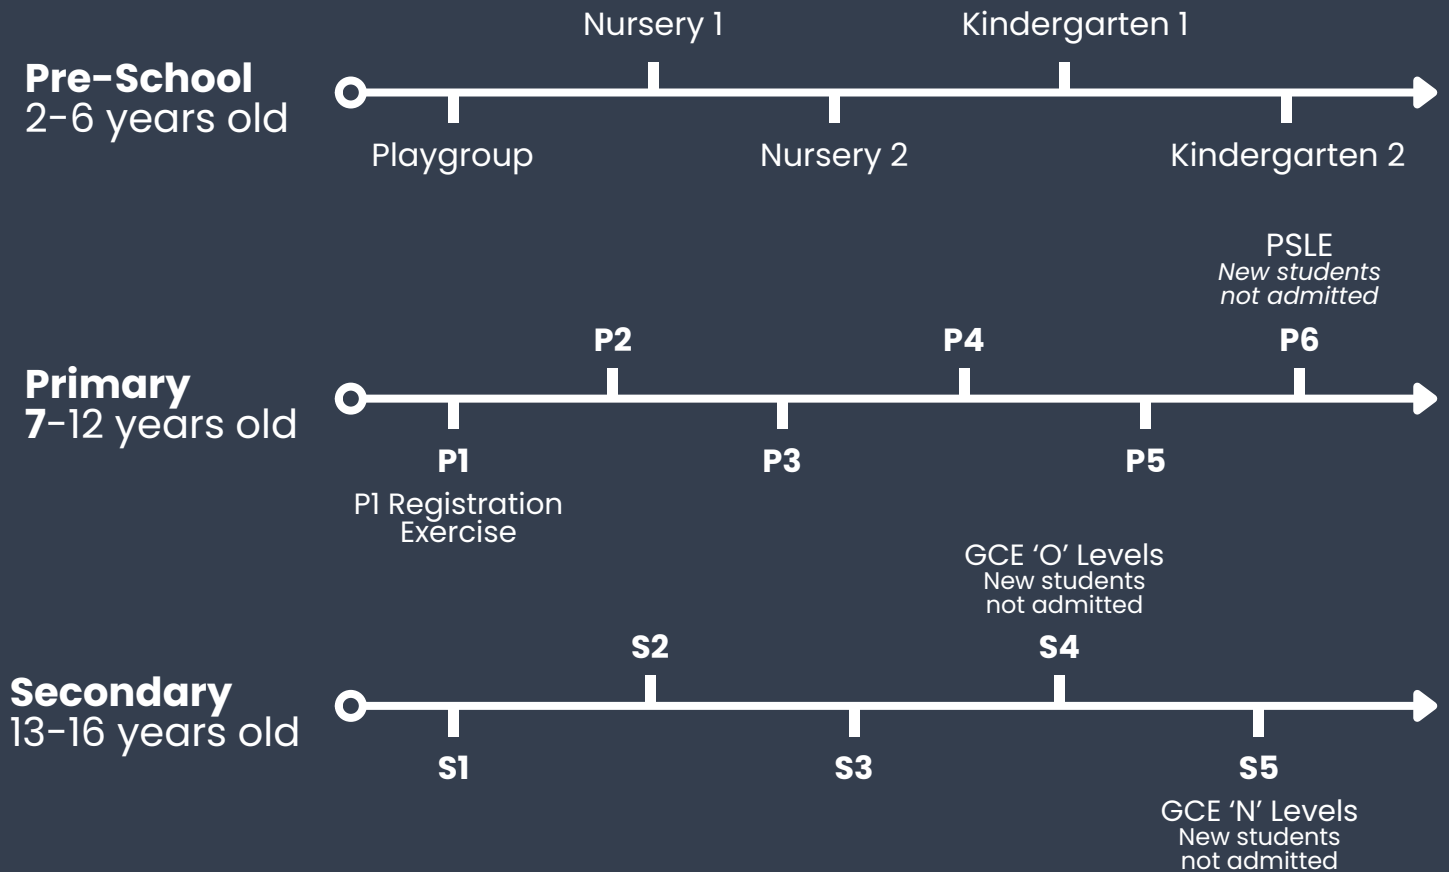 Nursery 1
Kindergarten 1
Pre-School
2-6 years old
Playgroup
Nursery 2
Kindergarten 2
PSLE
New students
not admitted
P2
P4
P6
Primary
7-12 years old
P1
P3
P5
P1 Registration
Exercise
GCE ‘O’ Levels
New students
not admitted
S2
S4
Secondary
13-16 years old
S1
S3
S5
GCE ‘N’ Levels
New students
not admitted